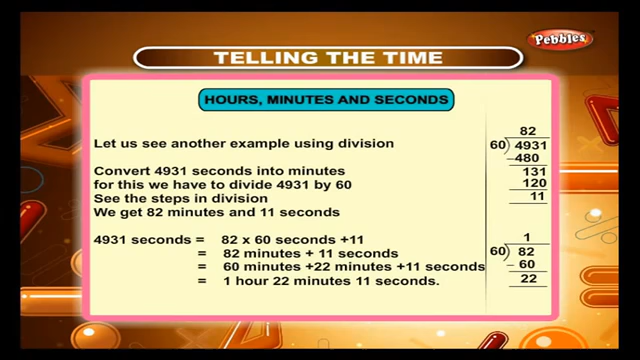 Pebbles
TELLING THE TIME
HOURS, MINUTES AND SECONDS
Let us see another example using division
Convert 4931 seconds into minutes
for this we have to divide 4931 by 60
See the steps in division
We get 82 minutes and 11 seconds
4931 seconds = 82 x 60 seconds +11
= 82 minutes + 11 seconds
= 60 minutes +22 minutes +11 seconds
= 1 hour 22 minutes 11 seconds.
82
60) 4931
–480
131
120
11
1
60) 82
– 60
22